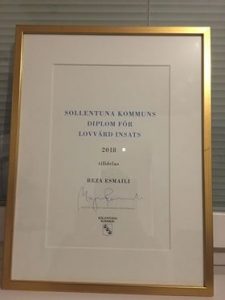 SOLLENTUNA KOMMUNS
DIPLOM FÖR
LOVVÄRD INSATS
2018
tilldelas
REZA ESMAILI
SOLLENTUNA
KOMMUN